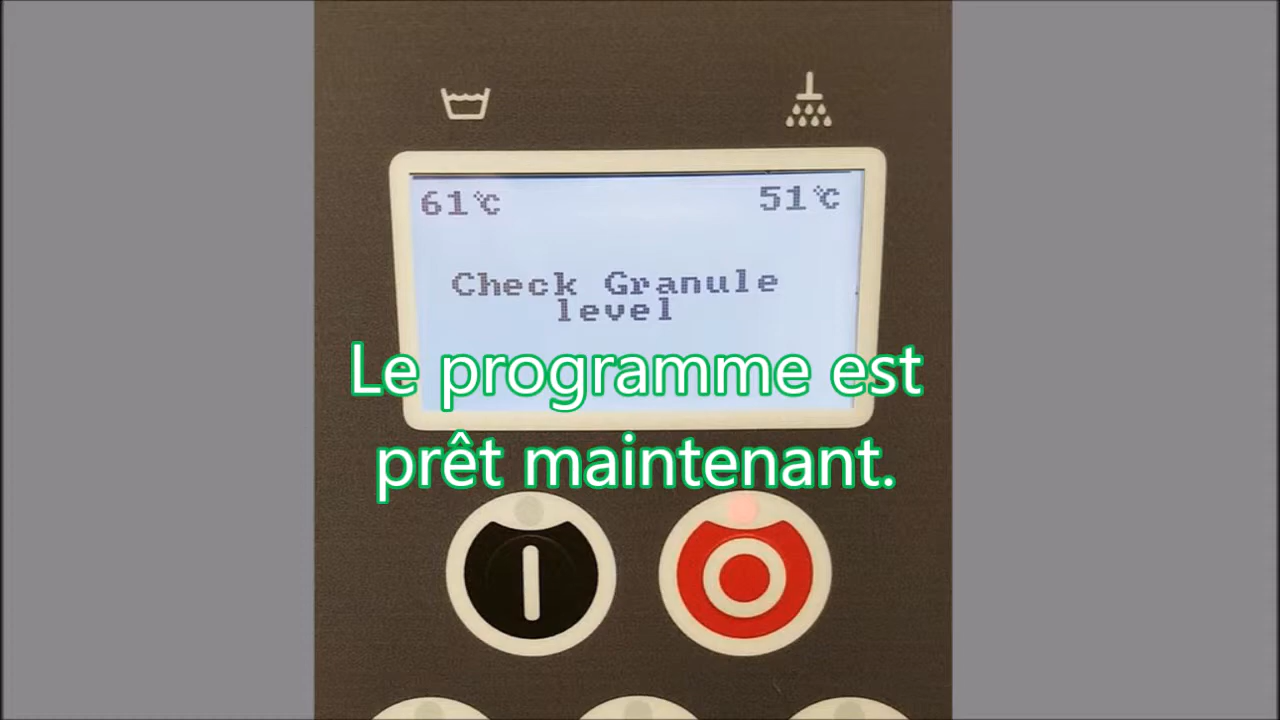 61℃ 51℃
Check Granule
level
Le programme est
prêt maintenant.